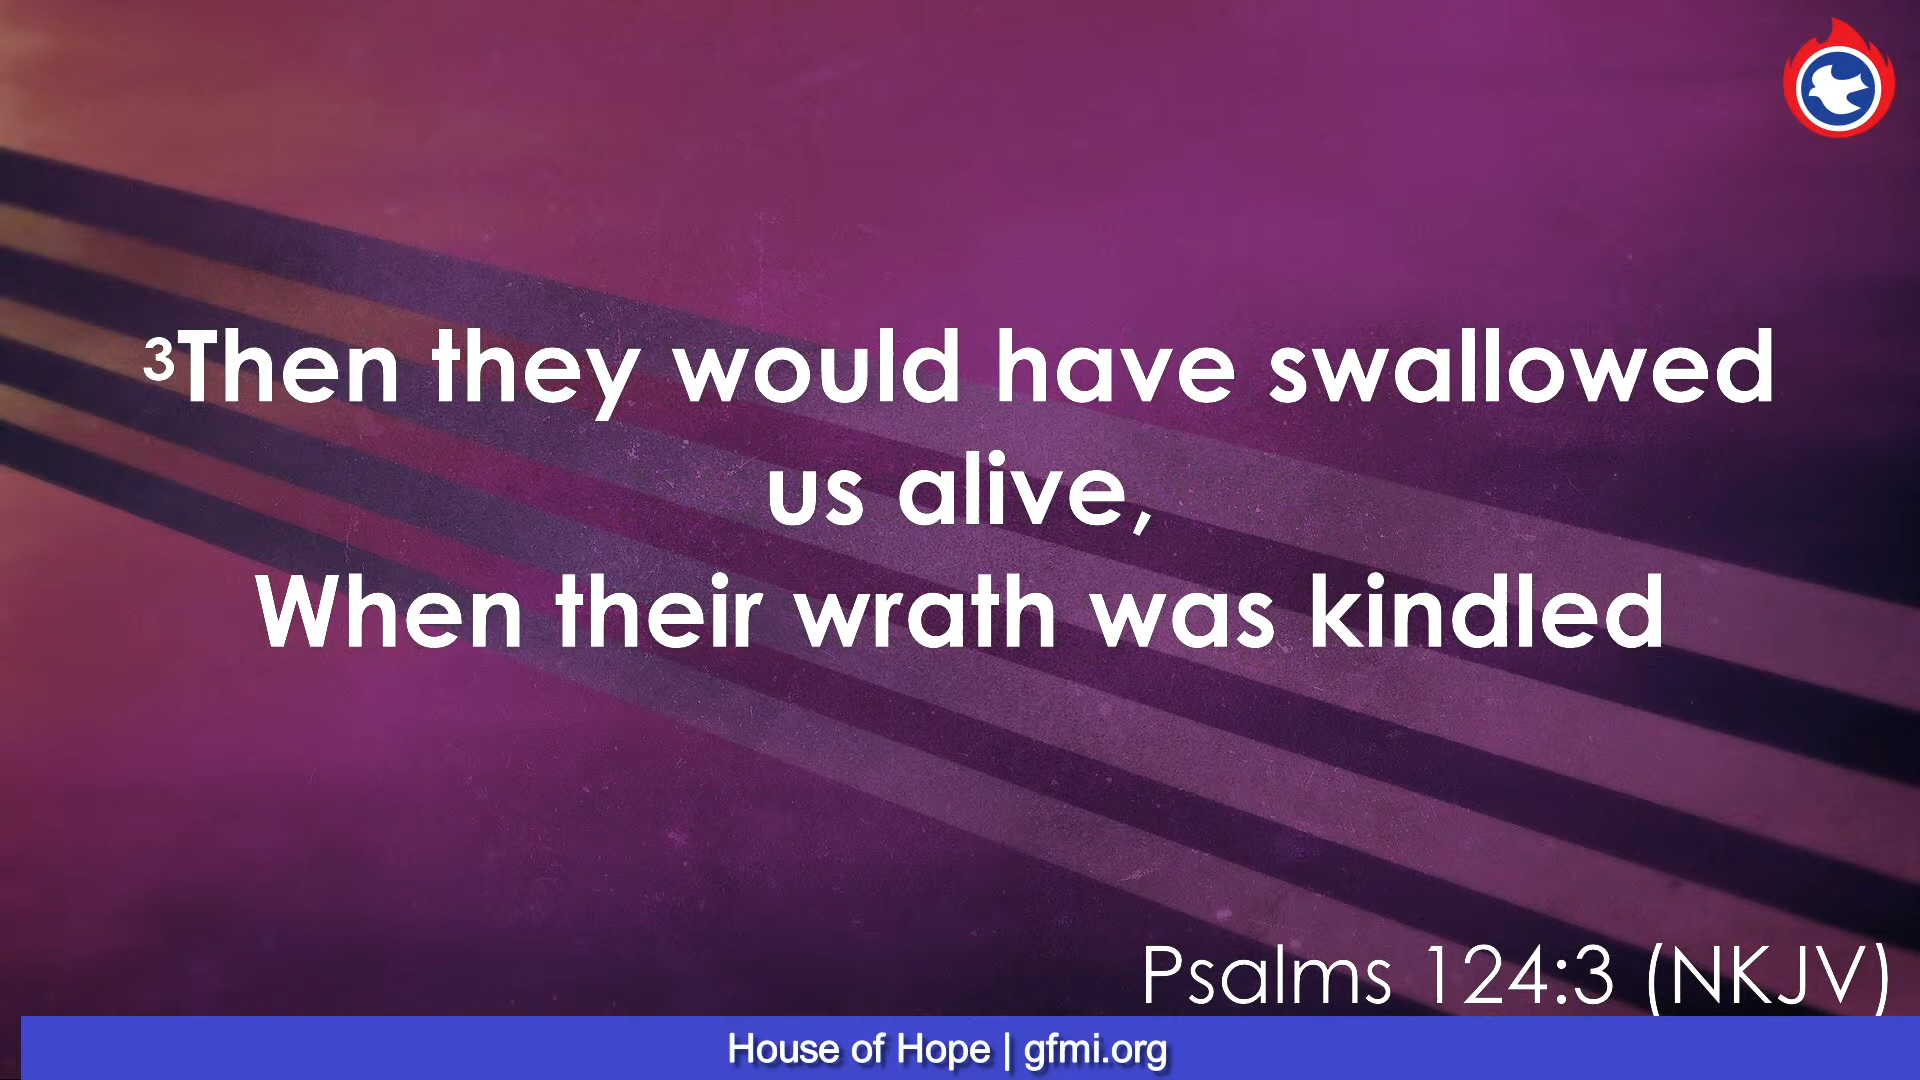 ³Then they would have swallowed
us alive,
When their wrath was kindled
Psalms 124:3 (NKJV)
House of Hope | gfmi.org